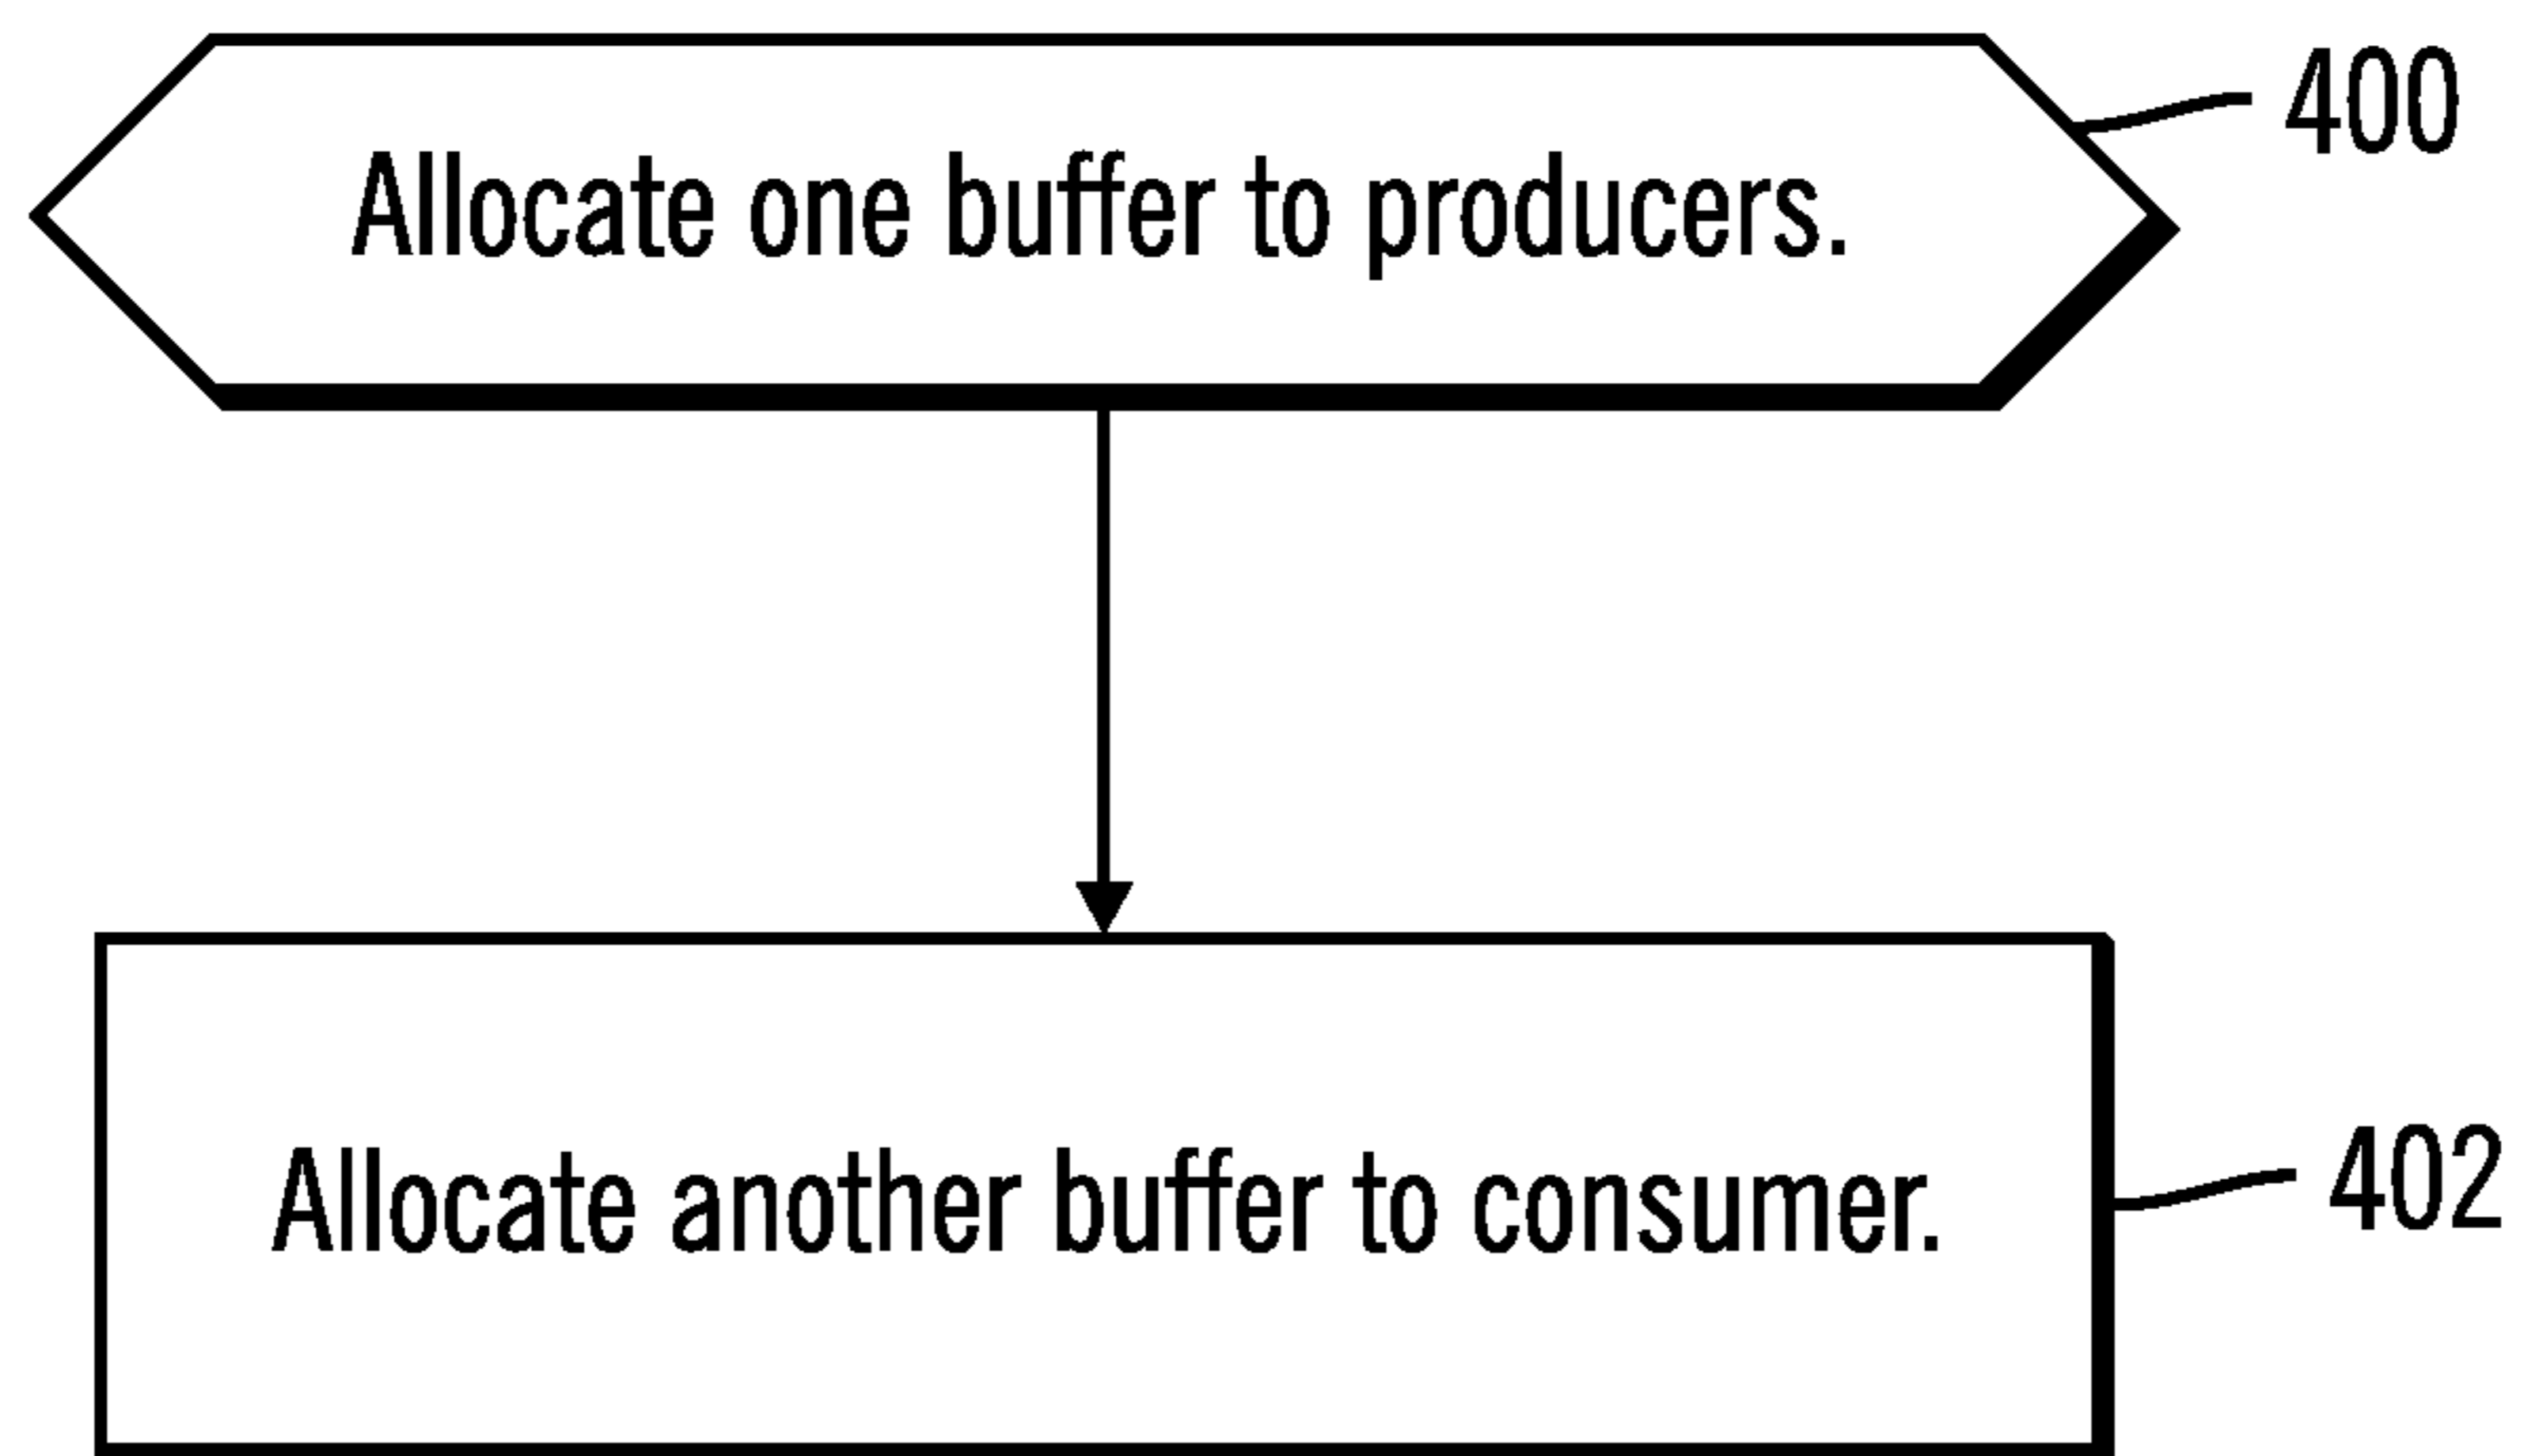 400
Allocate one buffer to producers.
Allocate another buffer to consumer.
402